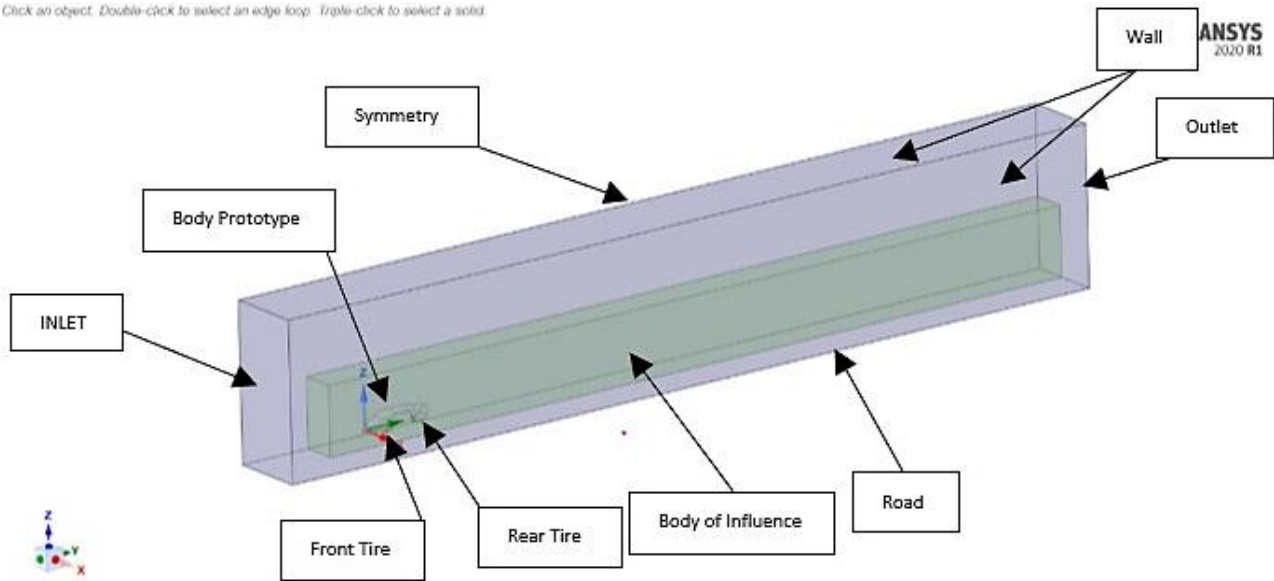 Click an object. Double-click to select an edge loop. Triple-click to select a solid.
Wall
ANSYS
2020 R1
Symmetry
Outlet
Body Prototype
INLET
Z
Y
Front Tire
Rear Tire
Body of Influence
Road
Z
Y
X